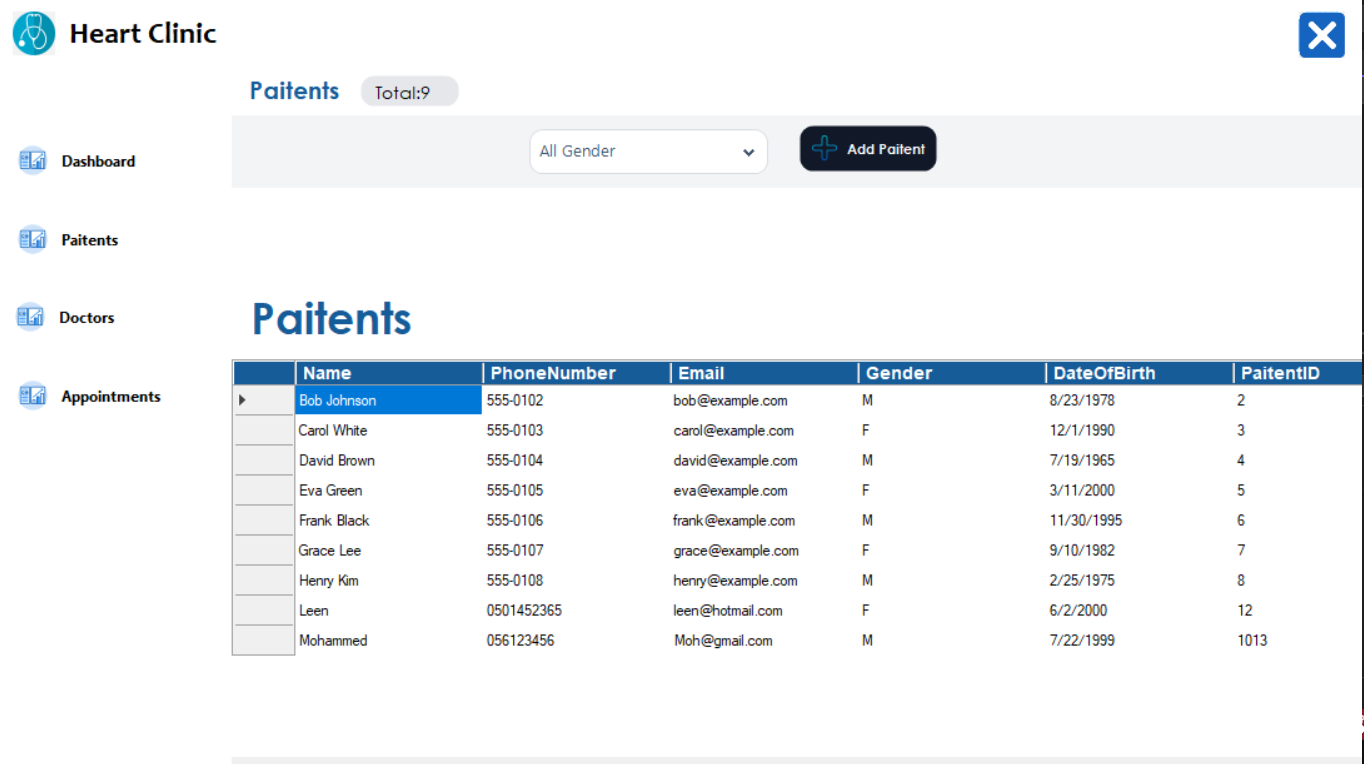 Heart Clinic
Paitents Total:9
All Gender Add Paitent
Dashboard
Paitents
Doctors
Appointments
Paitents
Name PhoneNumber Email Gender DateOfBirth PaitentID
Bob Johnson 555-0102 bob@example.com M 8/23/1978 2
Carol White 555-0103 carol@example.com F 12/1/1990 3
David Brown 555-0104 david@example.com M 7/19/1965 4
Eva Green 555-0105 eva@example.com F 3/11/2000 5
Frank Black 555-0106 frank@example.com M 11/30/1995 6
Grace Lee 555-0107 grace@example.com F 9/10/1982 7
Henry Kim 555-0108 henry@example.com M 2/25/1975 8
Leen 0501452365 leen@hotmail.com F 6/2/2000 12
Mohammed 056123456 Moh@gmail.com M 7/22/1999 1013